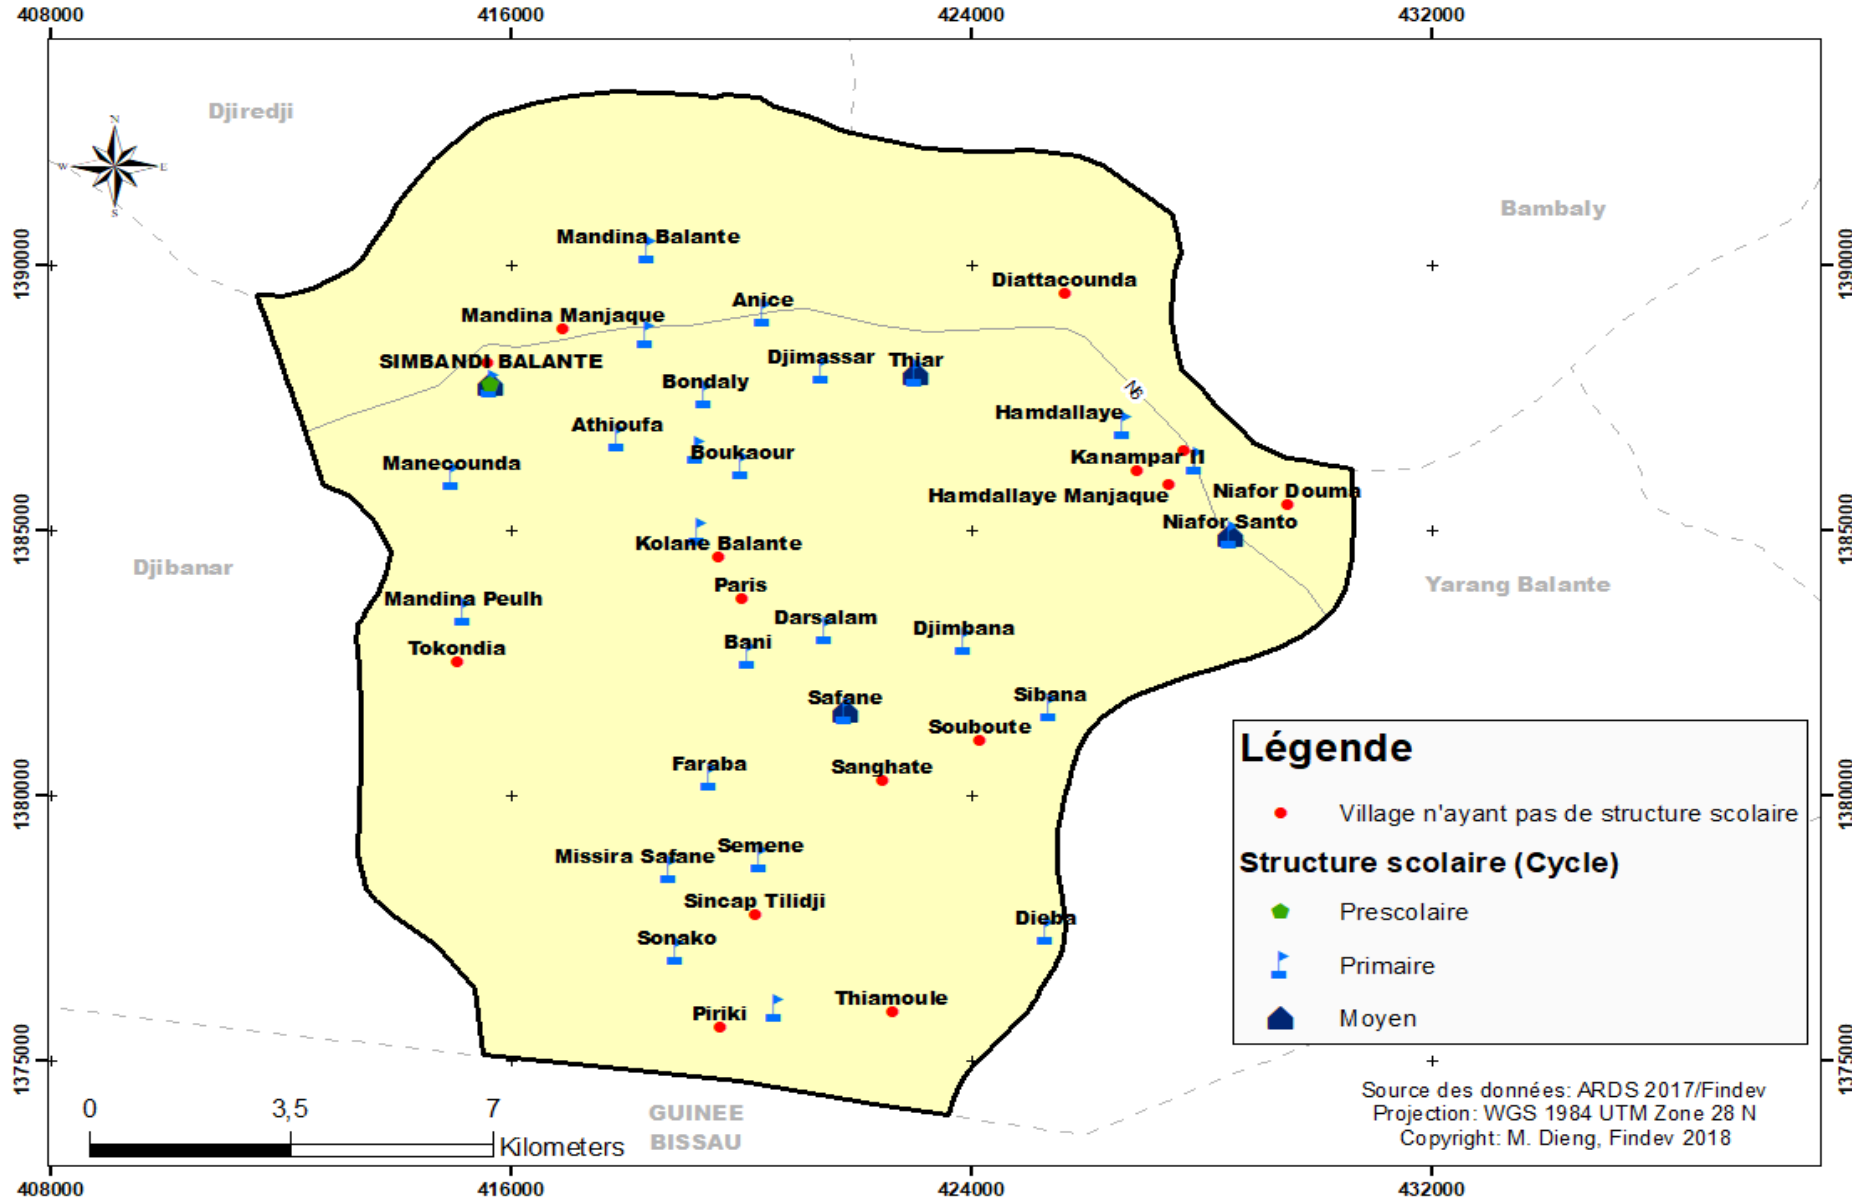 408000 416000 424000 432000
Djiredji
N
W E
S
Bambaly
Mandina Balante
1390000
1390000
Diattacounda
Anice
Mandina Manjaque
SIMBANDI BALANTE
Djimassar
Thiar
Bondaly
N6
Hamdallaye
Athioufa
Boukaour
Kanampar II
Manecounda
Hamdallaye Manjaque
Niafor Douma
Niafor Santo
1385000
1385000
Kolane Balante
Djibanar
Paris
Yarang Balante
Mandina Peulh
Darsalam
Djimbana
Bani
Tokondia
Safane
Sibana
Souboute
Légende
Faraba
Sanghate
1380000
1380000
Village n'ayant pas de structure scolaire
Semene
Missira Safane
Structure scolaire (Cycle)
Sincap Tilidji
Prescolaire
Dieba
Sonako
Primaire
Thiamoule
Piriki
Moyen
1375000
1375000
Source des données: ARDS 2017/Findev
Projection: WGS 1984 UTM Zone 28 N
Copyright: M. Dieng, Findev 2018
0 3,5 7
Kilometers
GUINEE
BISSAU
408000 416000 424000 432000